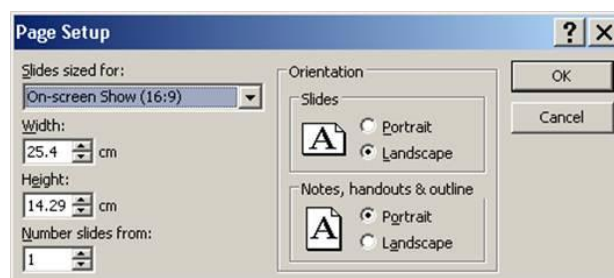 Page Setup
Slides sized for:
On-screen Show (16:9)
Width:
25.4 cm
Height:
14.29 cm
Number slides from:
1
Orientation
Slides
A
Portrait
Landscape
Notes, handouts & outline
A
Portrait
Landscape
OK
Cancel